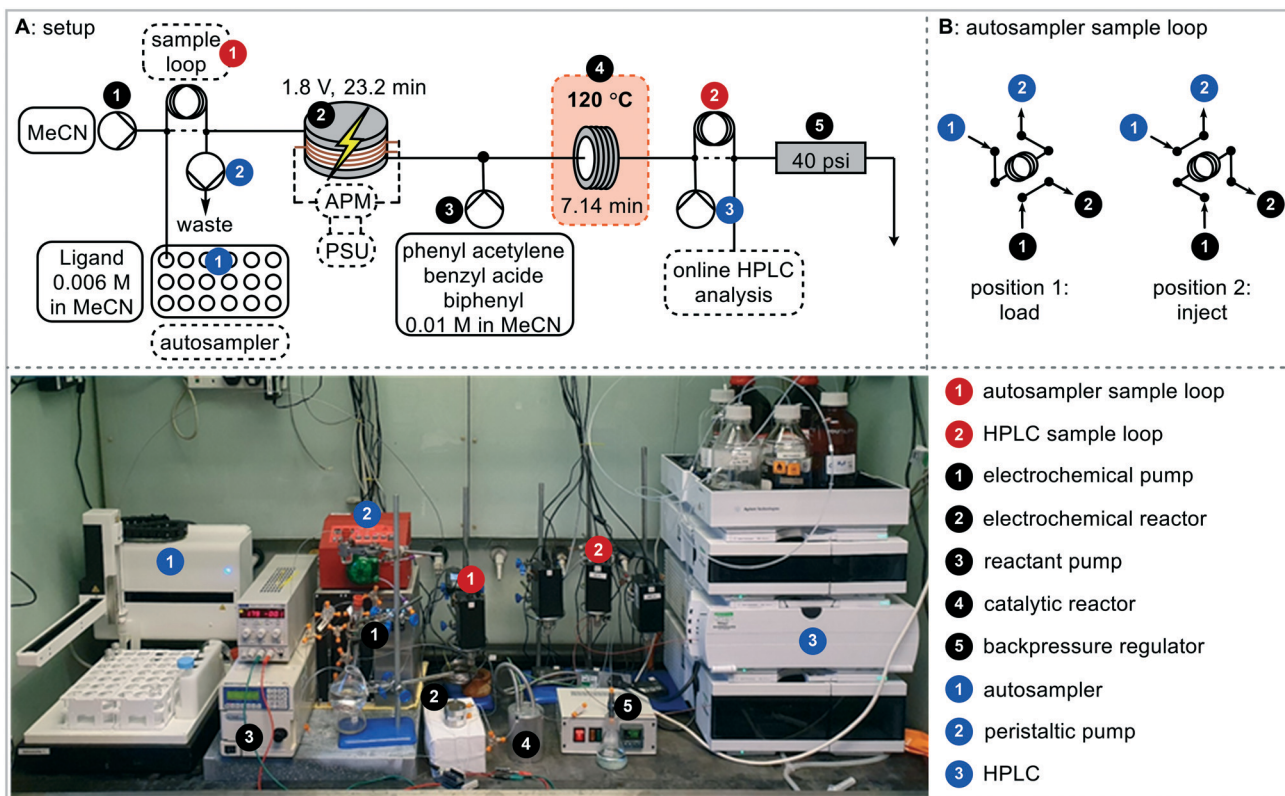 A: setup
sample
loop
1
1
MeCN
1.8 V, 23.2 min
2
2
waste
Ligand
0.006 M
in MeCN
1
autosampler
APM
PSU
3
phenyl acetylene
benzyl acide
biphenyl
0.01 M in MeCN
4
120 °C
7.14 min
2
3
online HPLC
analysis
5
40 psi
B: autosampler sample loop
2
1
2
1
position 1:
load
2
1
2
1
position 2:
inject
1
2
1
1
2
3
2
4
5
3
1 autosampler sample loop
2 HPLC sample loop
1 electrochemical pump
2 electrochemical reactor
3 reactant pump
4 catalytic reactor
5 backpressure regulator
1 autosampler
2 peristaltic pump
3 HPLC